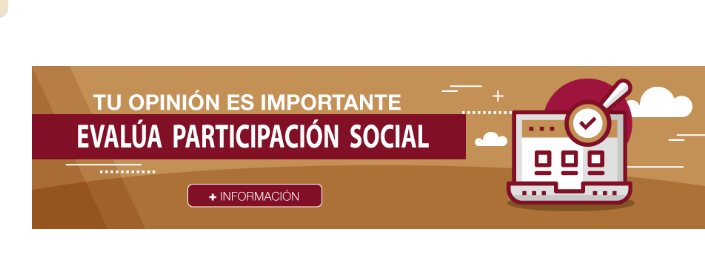 TU OPINIÓN ES IMPORTANTE
EVALÚA PARTICIPACIÓN SOCIAL
+ INFORMACIÓN